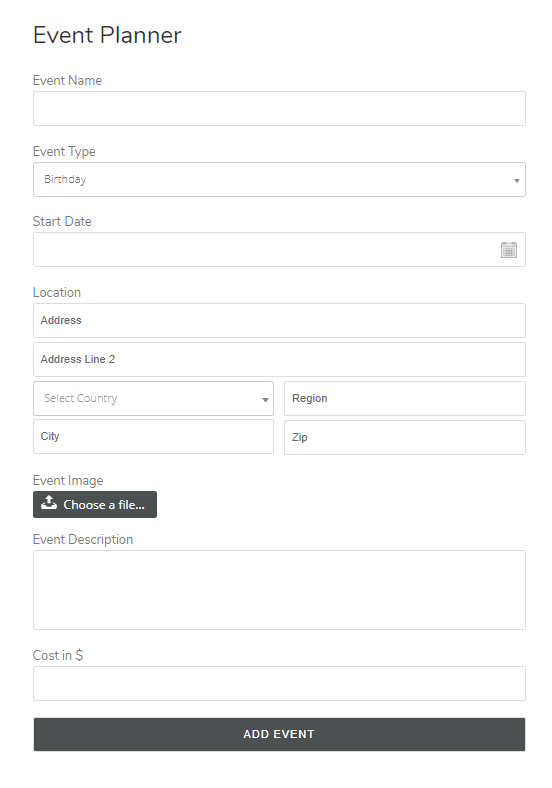 Event Planner
Event Name
Event Type
Birthday
Start Date
Location
Address
Address Line 2
Select Country
Region
City
Zip
Event Image
Choose a file...
Event Description
Cost in $
ADD EVENT